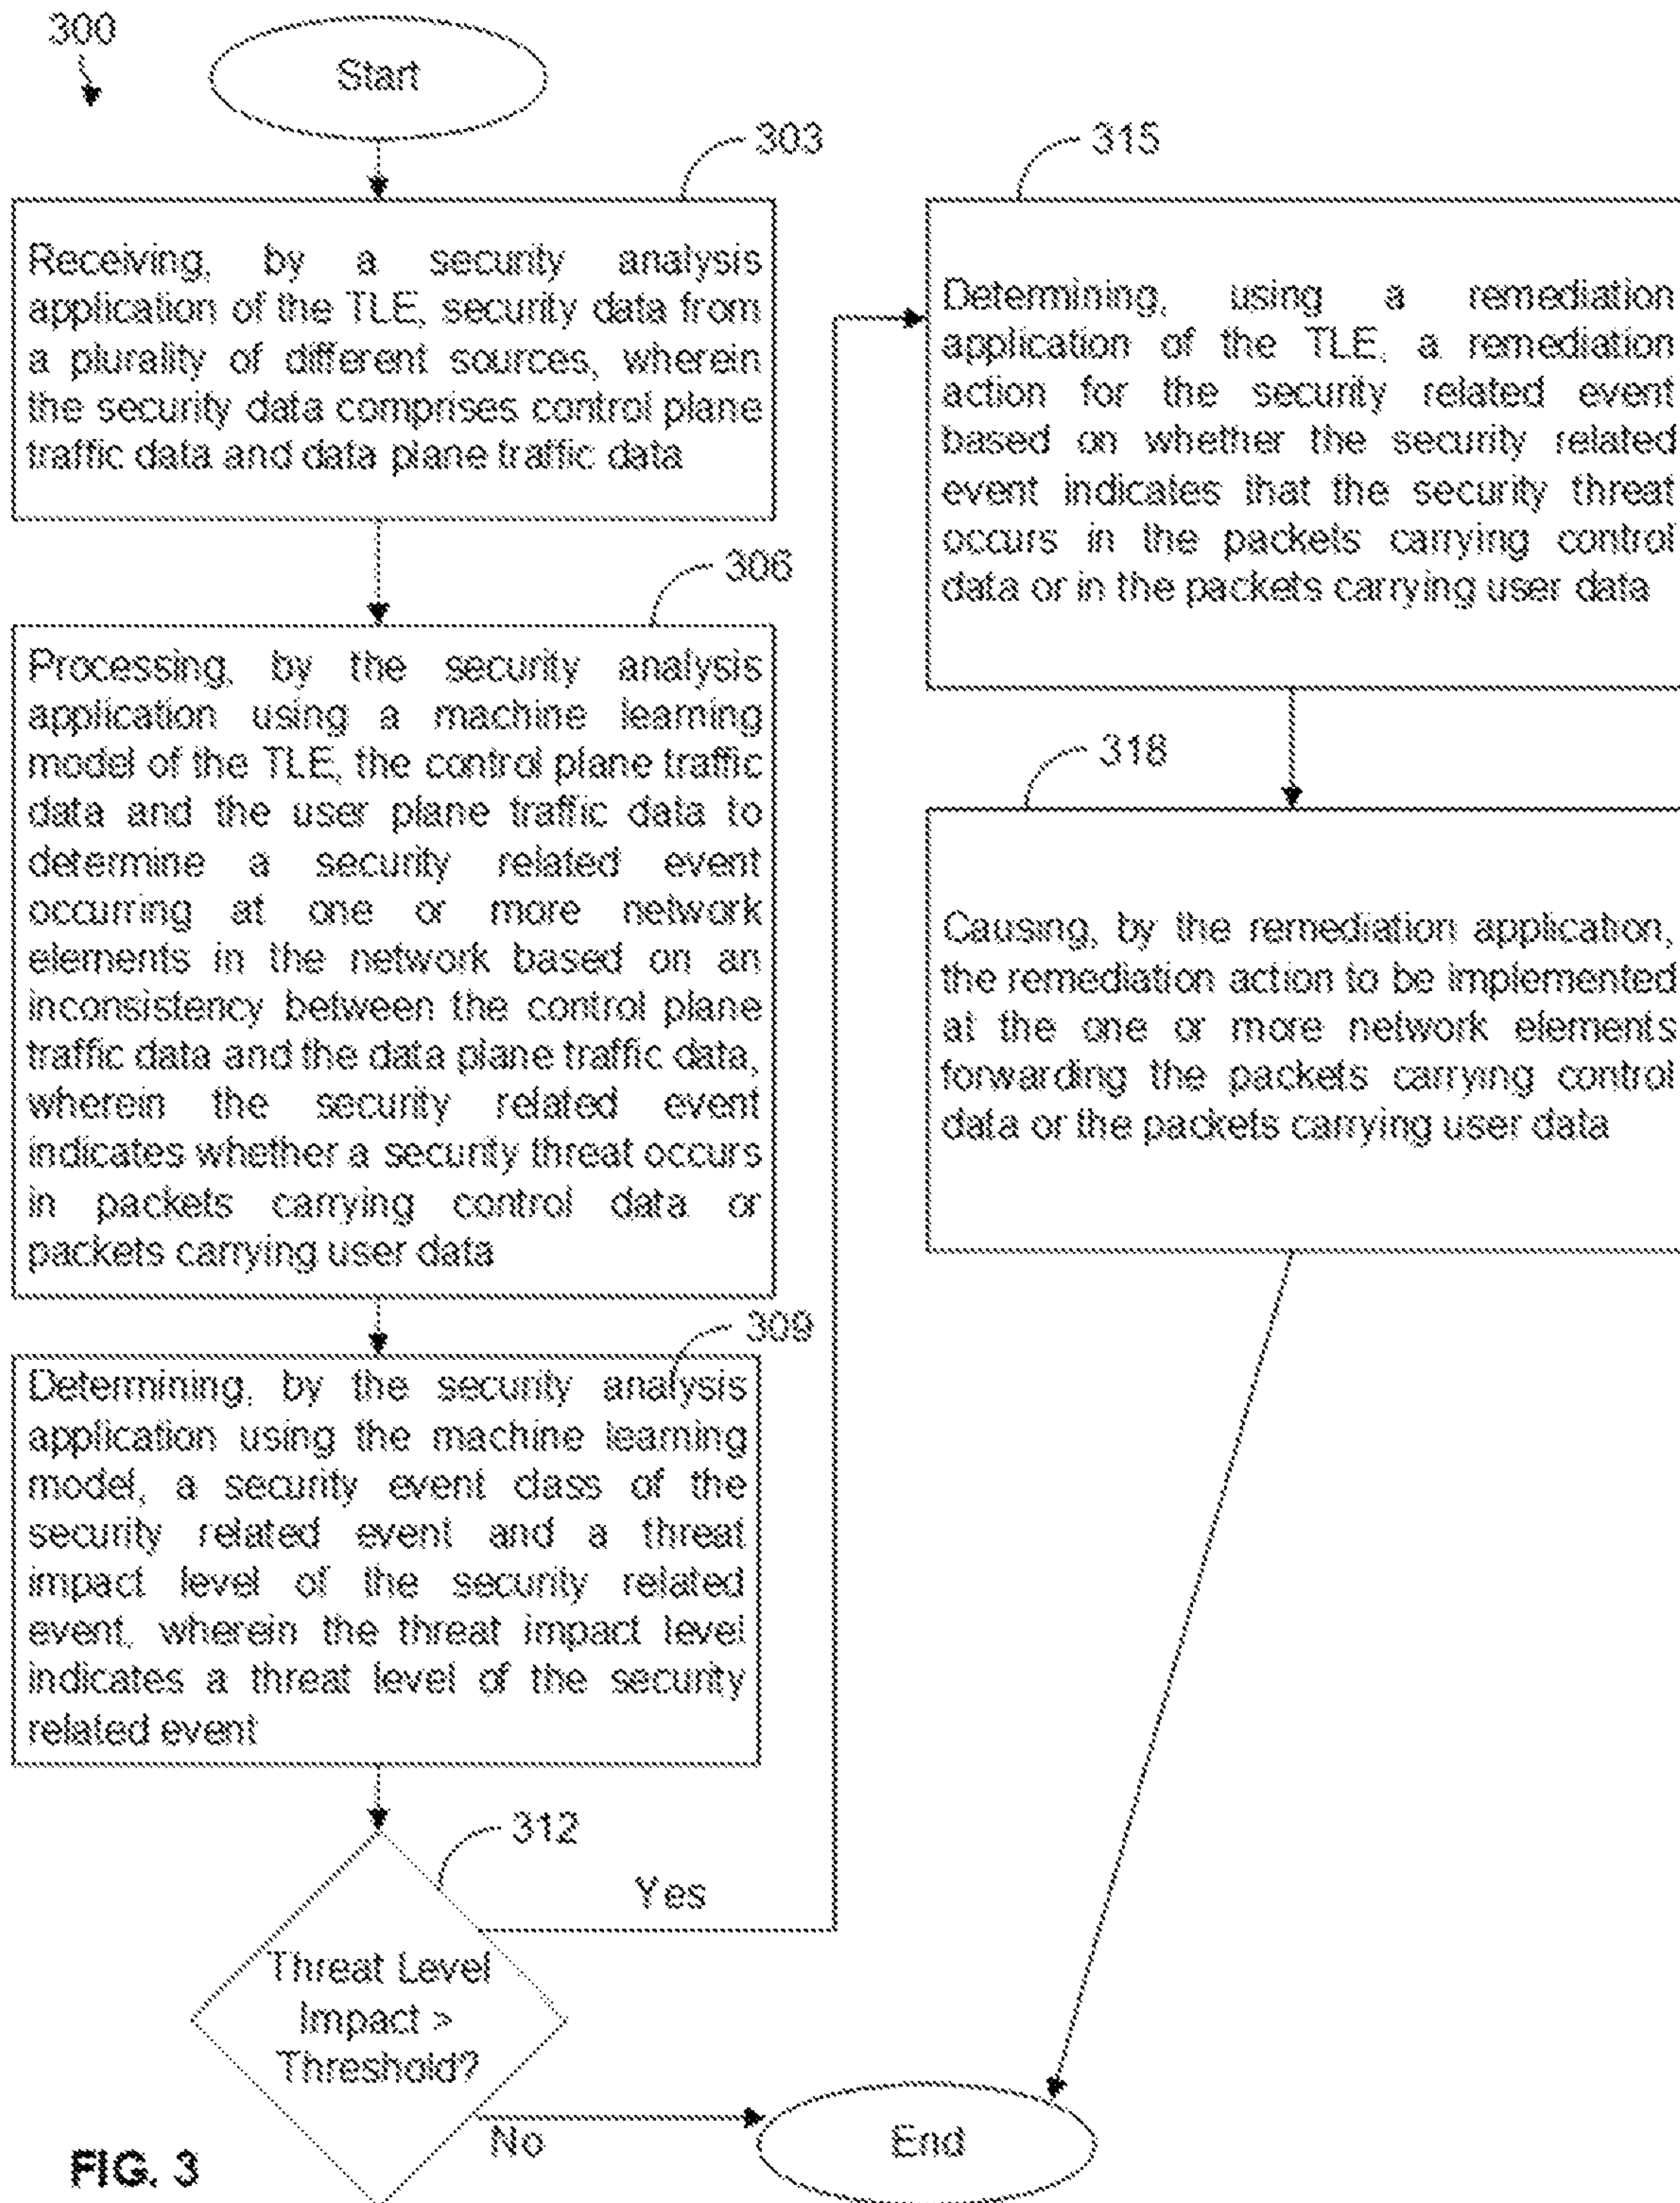 300
Start
303
Receiving, by a security analysis
application of the TLE, security data from
a plurality of different sources, wherein
the security data comprises control plane
traffic data and data plane traffic data
306
Processing, by the security analysis
application using a machine learning
model of the TLE, the control plane traffic
data and the user plane traffic data to
determine a security related event
occurring at one or more network
elements in the network based on an
inconsistency between the control plane
traffic data and the data plane traffic data,
wherein the security related event
indicates whether a security threat occurs
in packets carrying control data or
packets carrying user data
309
Determining, by the security analysis
application using the machine learning
model, a security event class of the
security related event and a threat
impact level of the security related
event, wherein the threat impact level
indicates a threat level of the security
related event
312
Threat Level
Impact >
Threshold?
Yes
No
315
Determining, using a remediation
application of the TLE, a remediation
action for the security related event
based on whether the security related
event indicates that the security threat
occurs in the packets carrying control
data or in the packets carrying user data
318
Causing, by the remediation application,
the remediation action to be implemented
at the one or more network elements
forwarding the packets carrying control
data or the packets carrying user data
End
FIG. 3